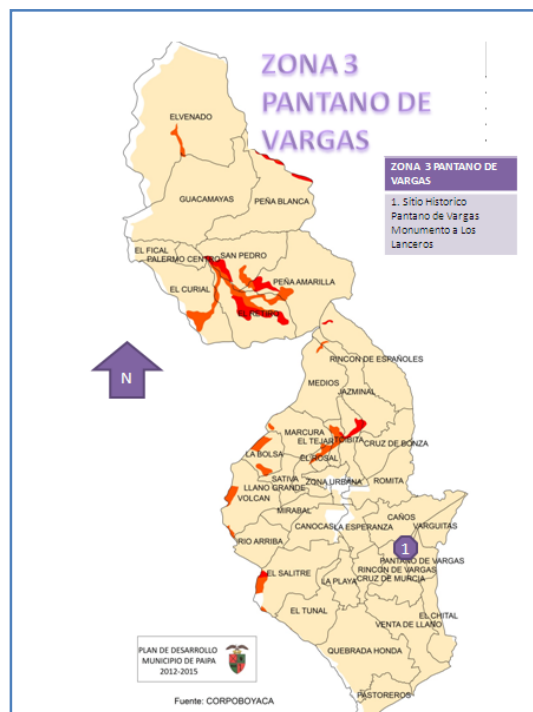 ZONA 3
PANTANO DE
VARGAS
ZONA 3 PANTANO DE
VARGAS
1. Sitio Historico
Pantano de Vargas
Monumento a Los
Lanceros
ELVENADO
GUACAMAYAS
PEÑA BLANCA
EL FICAL
PALERMO CENTRO
SAN PEDRO
EL CURIAL
PEÑA AMARILLA
EL RETIRO
N
RINCON DE ESPAÑOLES
MEDIOS
JAZMINAL
MARCURA
EL TEJAR
TOIBITA
CRUZ DE BONZA
LA BOLSA
EL ROSAL
SATIVA
ZONA URBANA
ROMITA
LLANO GRANDE
VOLCAN
MIRABAL
CAÑOS
CANOCAS
LA ESPERANZA
VARGUITAS
RIO ARRIBA
1
PANTANO DE VARGAS
RINCON DE VARGAS
EL SALITRE
LA PLAYA
CRUZ DE MURCIA
EL TUNAL
EL CHITAL
VENTA DE LLANO
QUEBRADA HONDA
PASTOREROS
PLAN DE DESARROLLO
MUNICIPIO DE PAIPA
2012-2015
Fuente: CORPOBOYACA